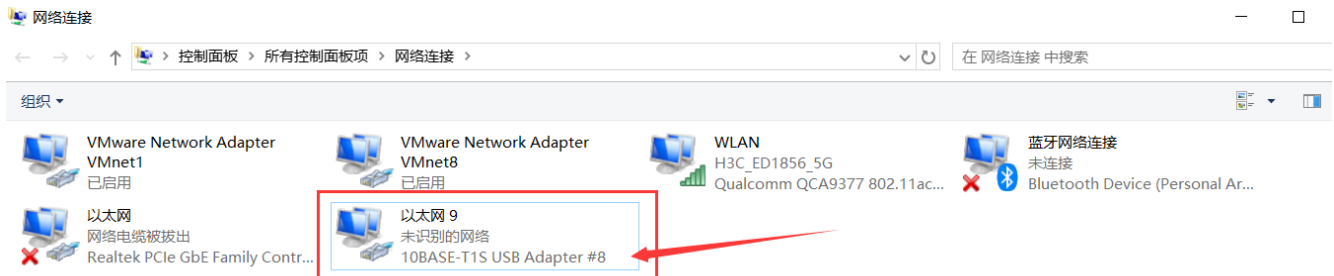 网络连接
控制面板 > 所有控制面板项 > 网络连接 >
在 网络连接 中搜索
组织
VMware Network Adapter
VMnet1
已启用
VMware Network Adapter
VMnet8
已启用
WLAN
H3C_ED1856_5G
Qualcomm QCA9377 802.11ac...
蓝牙网络连接
未连接
Bluetooth Device (Personal Ar...
以太网
网络电缆被拔出
Realtek PCIe GbE Family Contr...
以太网 9
未识别的网络
10BASE-T1S USB Adapter #8